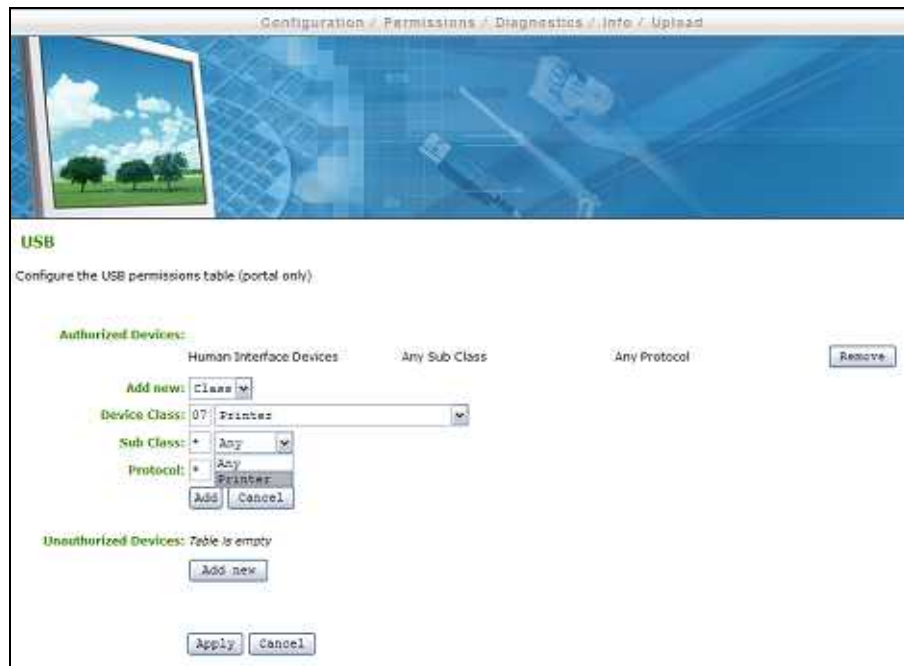 Configuration / Permissions / Diagnostics / Info / Upload
USB
Configure the USB permissions table (portal only)
Authorized Devices:
Human Interface Devices Any Sub Class Any Protocol Remove
Add new: Class
Device Class: 07 Printer
Sub Class: * Any
Protocol: * Any
Printer
Add Cancel
Unauthorized Devices: Table is empty
Add new
Apply Cancel